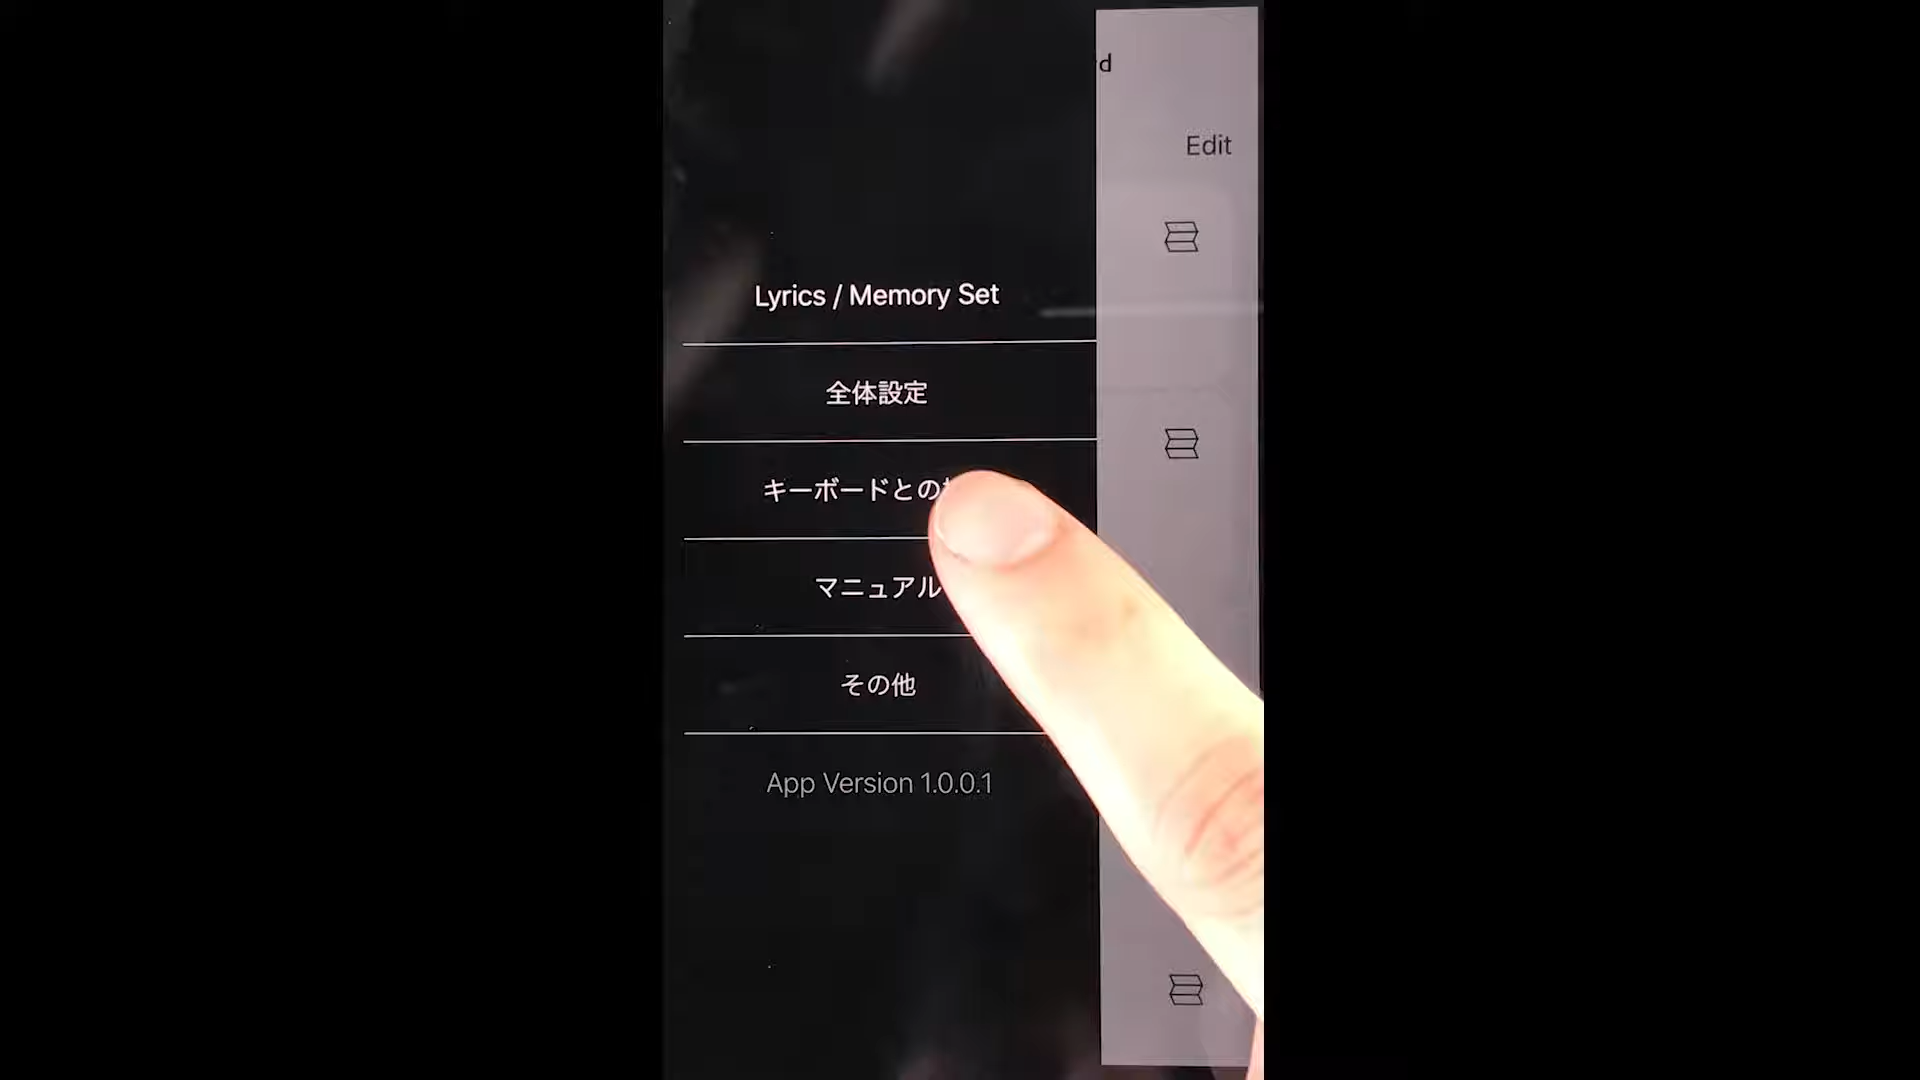 d
Edit
Lyrics / Memory Set
全体設定
キーボードとの
マニュアル
その他
App Version 1.0.0.1